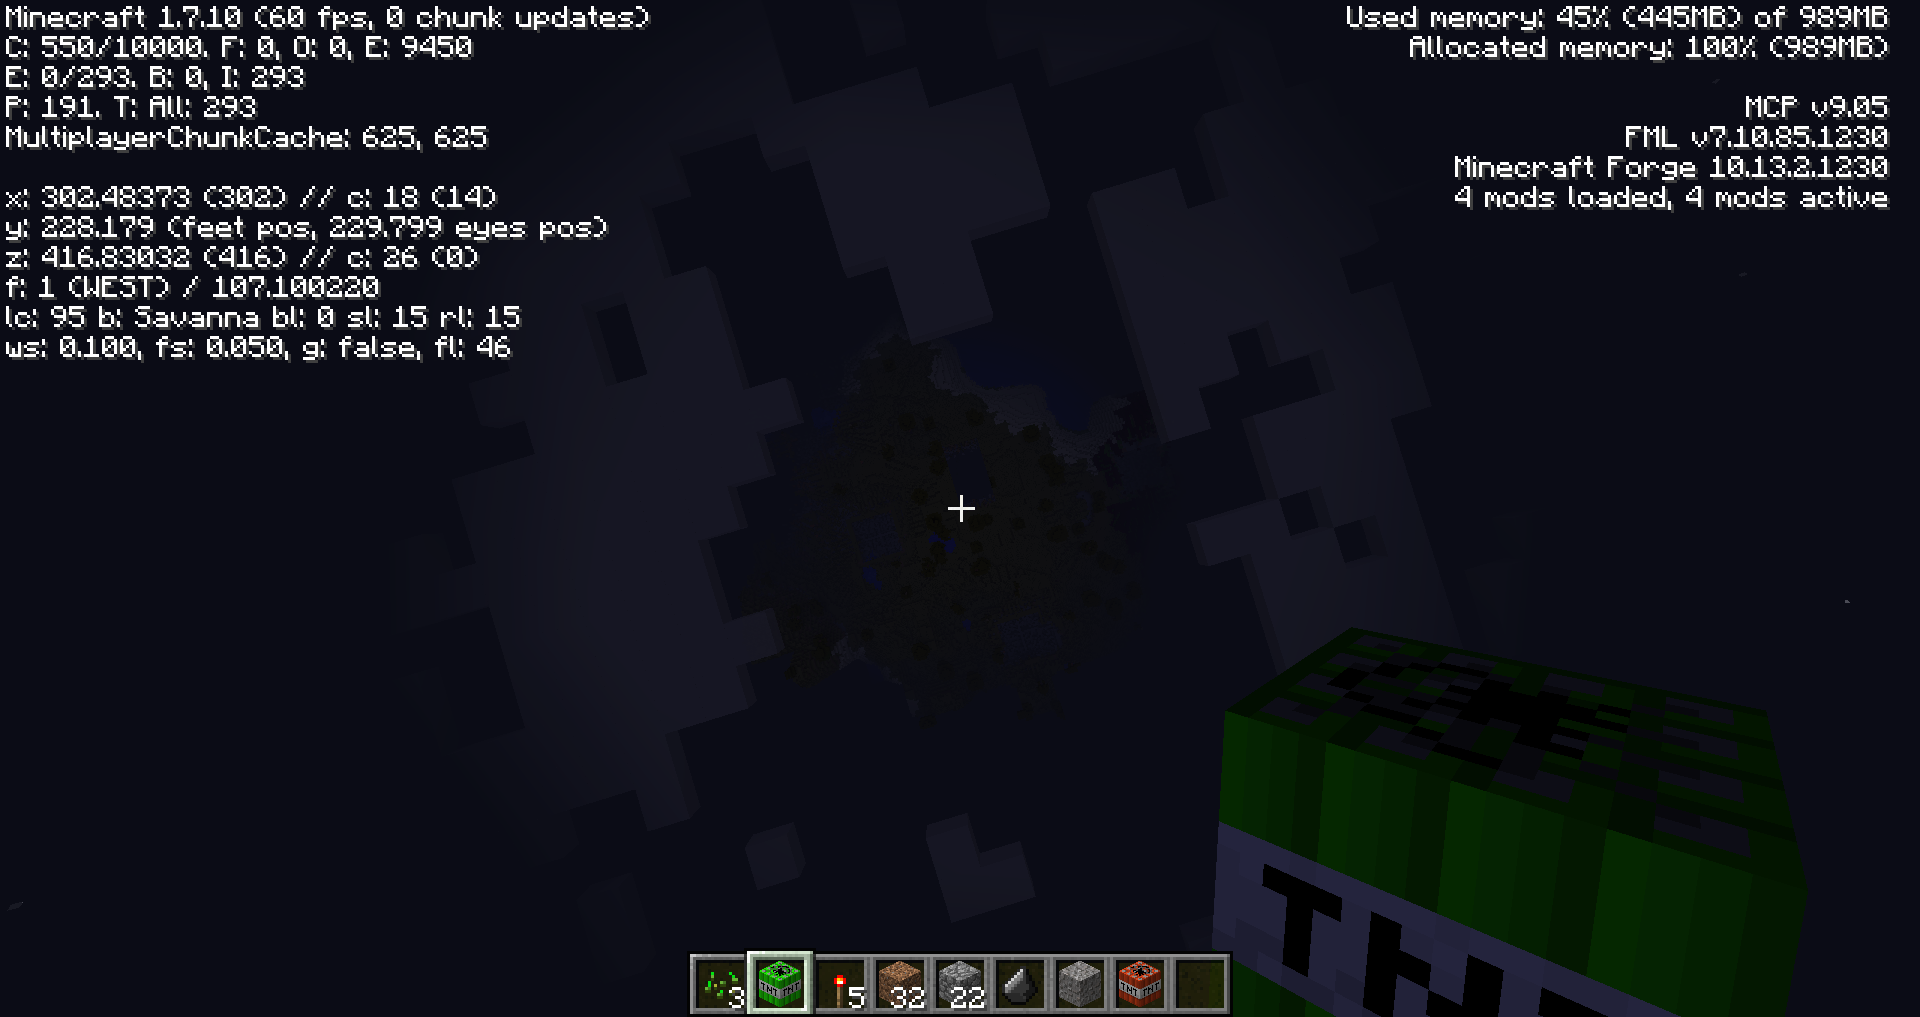 Minecraft 1.7.10 (60 fps, 0 chunk updates)
C: 550/10000. F: 0, O: 0, E: 9450
E: 0/293. B: 0, I: 293
P: 191. T: All: 293
MultiplayerChunkCache: 625, 625
x: 302.48373 (302) // c: 18 (14)
y: 228.179 (feet pos, 229.799 eyes pos)
z: 416.83032 (416) // c: 26 (0)
f: 1 (WEST) / 107.100220
lc: 95 b: Savanna bl: 0 sl: 15 rl: 15
ws: 0.100, fs: 0.050, g: false, fl: 46
Used memory: 45% (445MB) of 989MB
Allocated memory: 100% (989MB)
MCP v9.05
FML v7.10.85.1230
Minecraft Forge 10.13.2.1230
4 mods loaded, 4 mods active
TNT
3
TNT TNT
5
32
22
TNT TNT